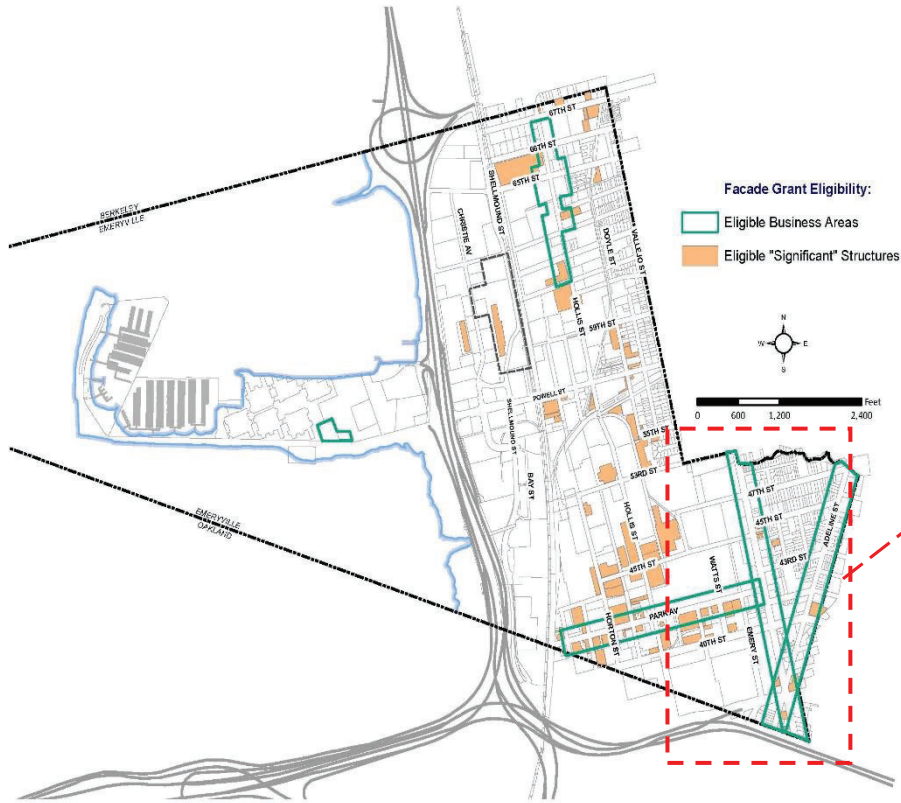 67TH ST
66TH ST
65TH ST
SHELLMOUND ST
CHRISTIE AV
DOYLE ST
VALLEJO ST
HOLLIS ST
59TH ST
BERKELEY
EMERYVILLE
Facade Grant Eligibility:
Eligible Business Areas
Eligible "Significant" Structures
N
W
E
S
Feet
0
600
1,200
2,400
POWELL ST
SHELLMOUND ST
BAY ST
55TH ST
53RD ST
HOLLIS ST
45TH ST
47TH ST
45TH ST
43RD ST
ADELINE ST
WATTS ST
PARK AV
HORTON ST
40TH ST
EMERY ST
EMERYVILLE
OAKLAND